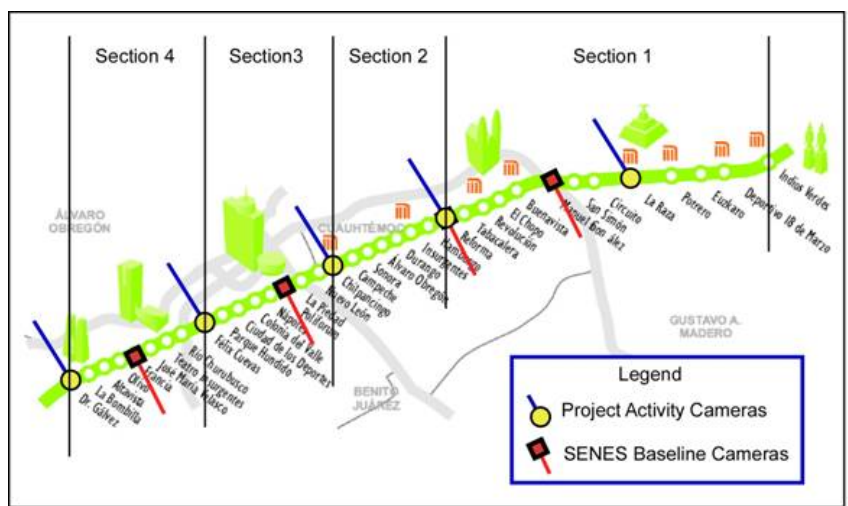 Section 4
Section3
Section 2
Section 1
ÁLVARO
OBREGÓN
CUAUHTÉMOC
GUSTAVO A.
MADERO
BENITO
JUÁREZ
Dr. Gálvez
La Bombilla
Altavista
Olivo
Francia
José María Velasco
Teatro Insurgentes
Río Churubusco
Félix Cuevas
Parque Hundido
Ciudad de los Deportes
Colonia del Valle
Nápoles
Poliforum
La Piedad
Nuevo León
Chilpancingo
Campeche
Sonora
Álvaro Obregón
Durango
Insurgentes
Hamburgo
Reforma
Tabacalera
Revolución
El Chopo
Buenavista
Manuel González
San Simón
Circuito
La Raza
Potrero
Euzkaro
Deportivo 18 de Marzo
Indios Verdes
Legend
Project Activity Cameras
SENES Baseline Cameras